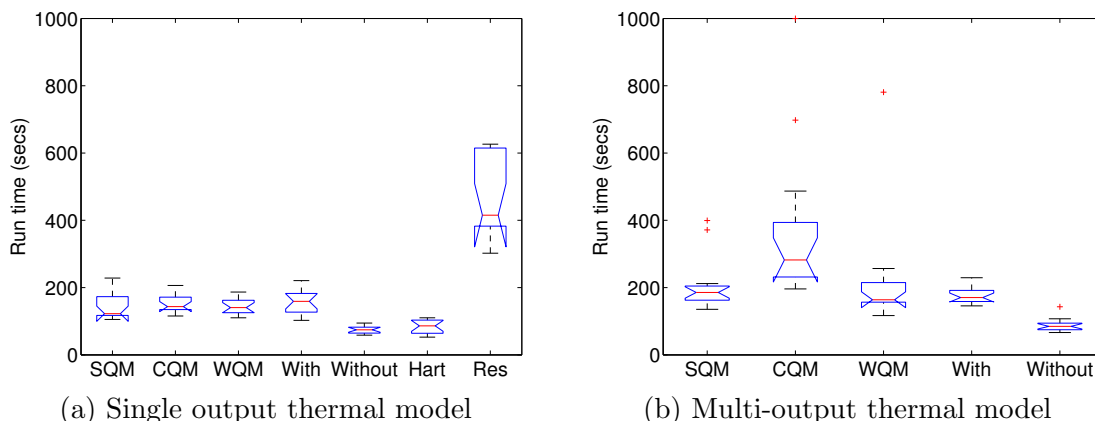 1000
800
600
400
200
0
Run time (secs)
SQM CQM WQM With Without Hart Res
(a) Single output thermal model
1000
800
600
400
200
0
Run time (secs)
SQM CQM WQM With Without
(b) Multi-output thermal model